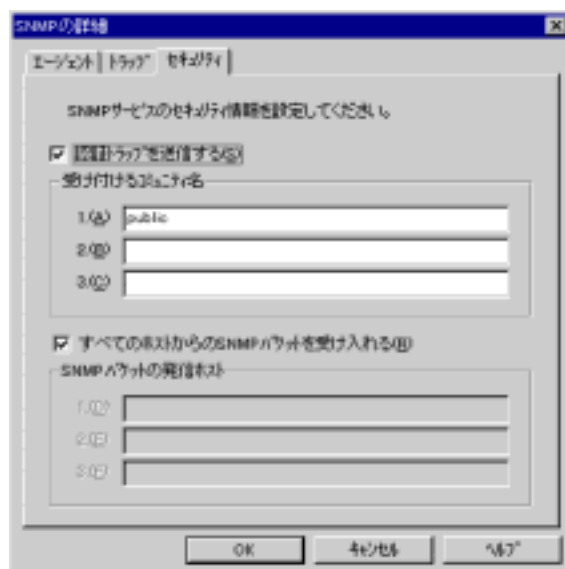 SNMPの詳細
エージェント トラップ セキュリティ
SNMPサービスのセキュリティ情報を設定してください。
認証トラップを送信する(S)
受け付けるコミュニティ名
1.(A) public
2.(B)
3.(C)
すべてのホストからのSNMPパケットを受け入れる(R)
SNMPパケットの発信ホスト
1.(D)
2.(E)
3.(F)
OK キャンセル ヘルプ